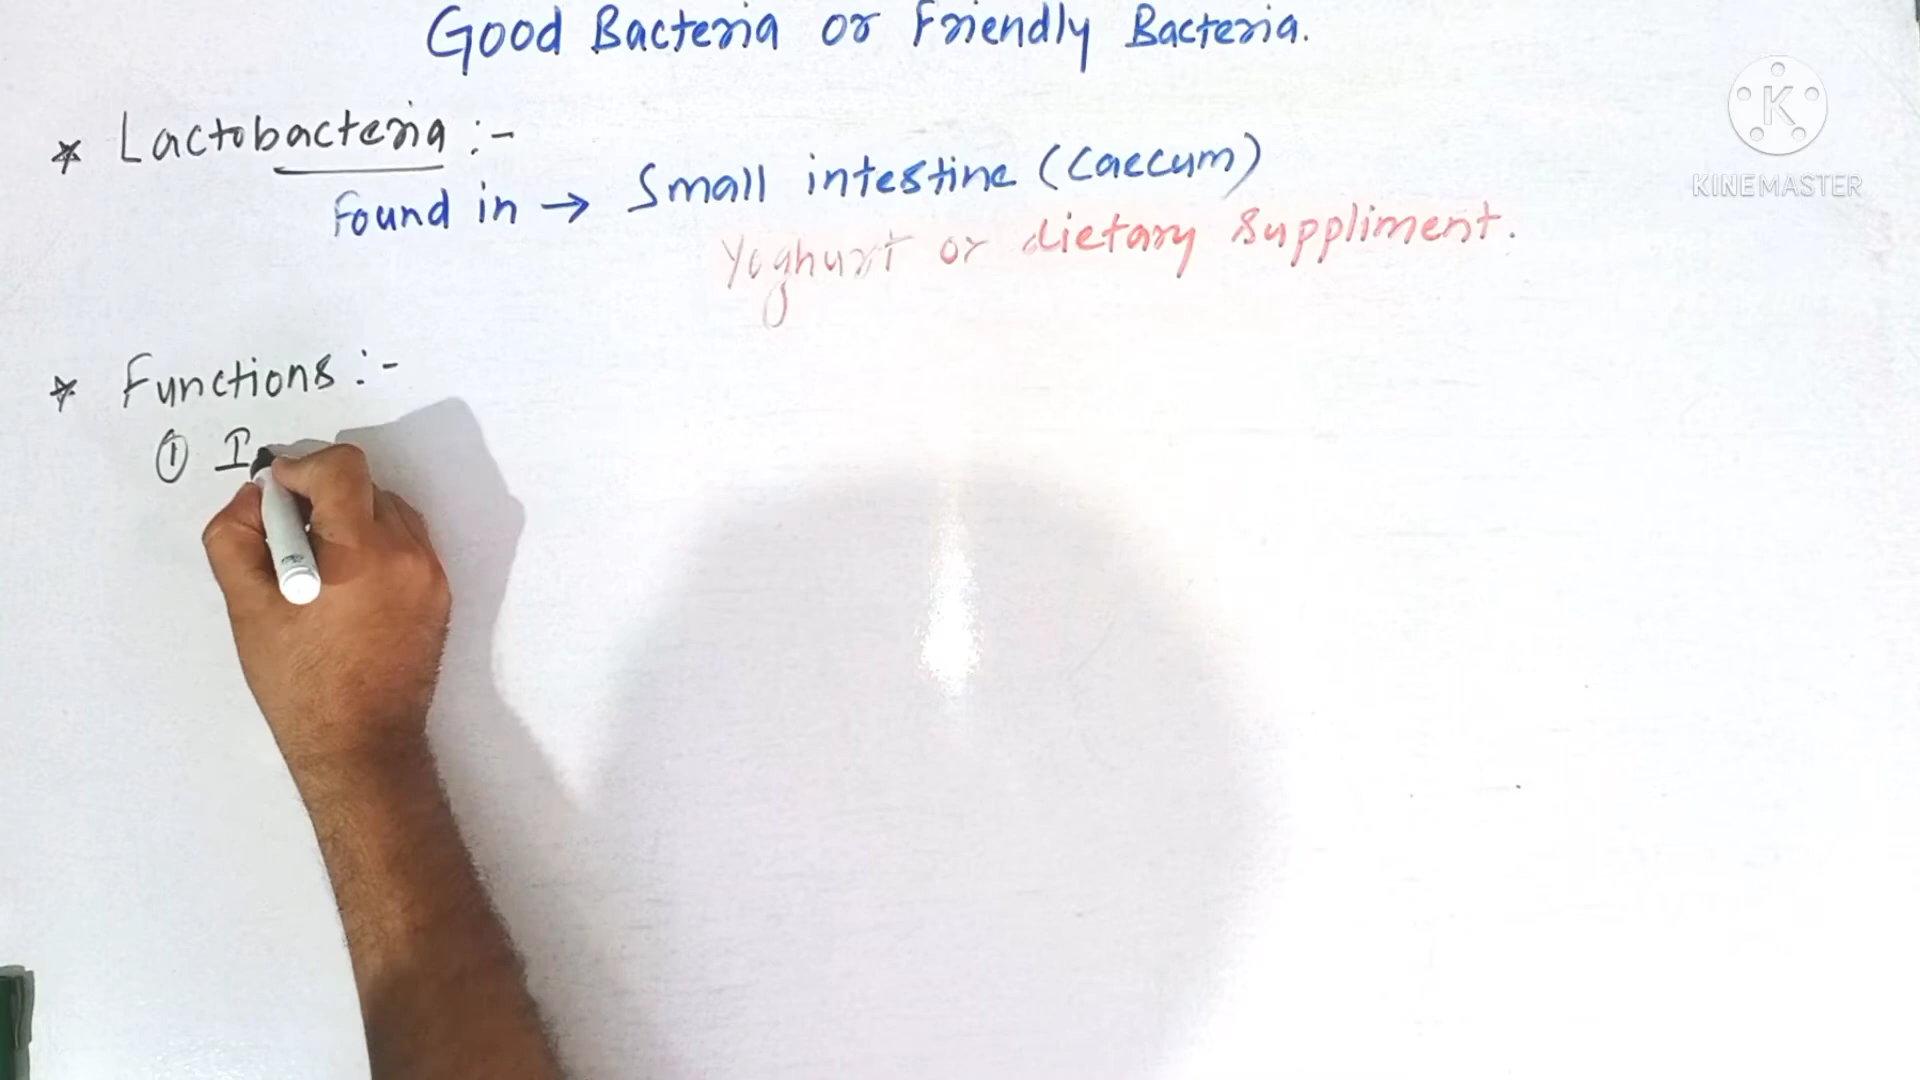 Good Bacteria or Friendly Bacteria.
* Lactobacteria :-
Found in → Small intestine (Caecum)
Yoghurt or dietary Suppliment.
* Functions :-
① I
K
KINEMASTER